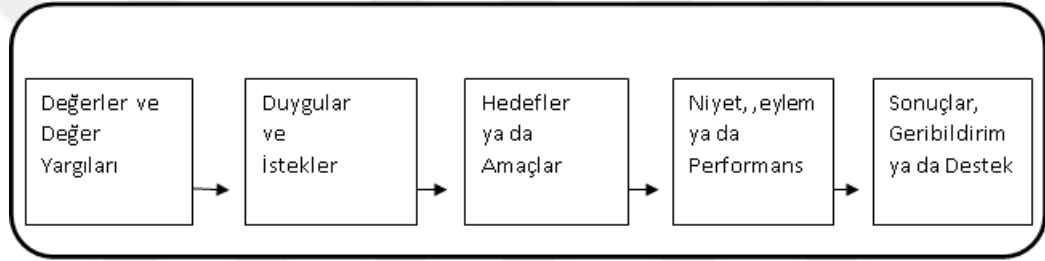 Değerler ve
Değer
Yargıları
Duygular
ve
İstekler
Hedefler
ya da
Amaçlar
Niyet,,eylem
ya da
Performans
Sonuçlar,
Geribildirim
ya da Destek